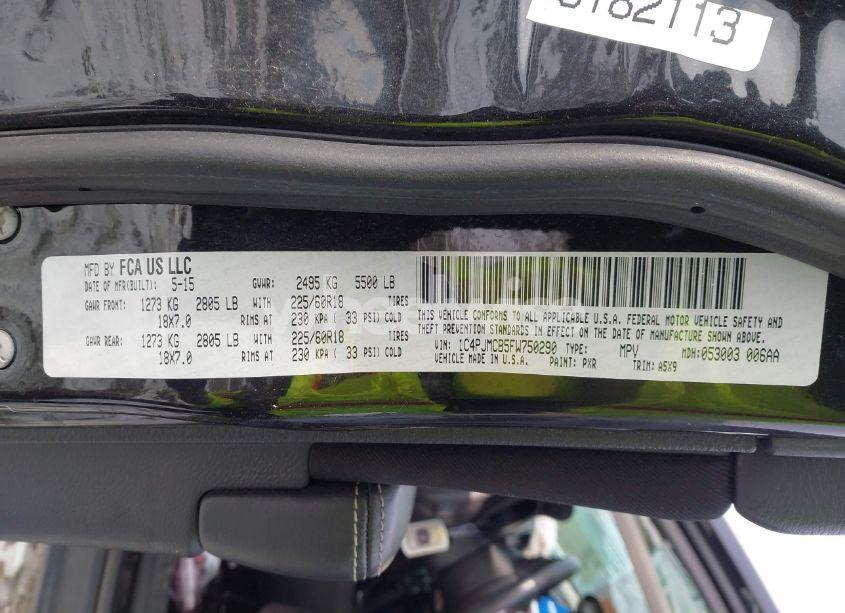 8182113
MFD BY FCA US LLC
DATE OF MFR(BUILT): 5-15 GVWR: 2495 KG 5500 LB
GAWR FRONT: 1273 KG 2805 LB WITH 225/60R18 TIRES
18X7.0 RIMS AT 230 KPA ( 33 PSI) COLD
GAWR REAR: 1273 KG 2805 LB WITH 225/60R18 TIRES
18X7.0 RIMS AT 230 KPA ( 33 PSI) COLD
THIS VEHICLE CONFORMS TO ALL APPLICABLE U.S.A. FEDERAL MOTOR VEHICLE SAFETY AND
THEFT PREVENTION STANDARDS IN EFFECT ON THE DATE OF MANUFACTURE SHOWN ABOVE.
VIN: 1C4PJMCB5FW750290 TYPE: MPV MDH: 053003 006AA
VEHICLE MADE IN U.S.A. PAINT: PXR TRIM: A5X9